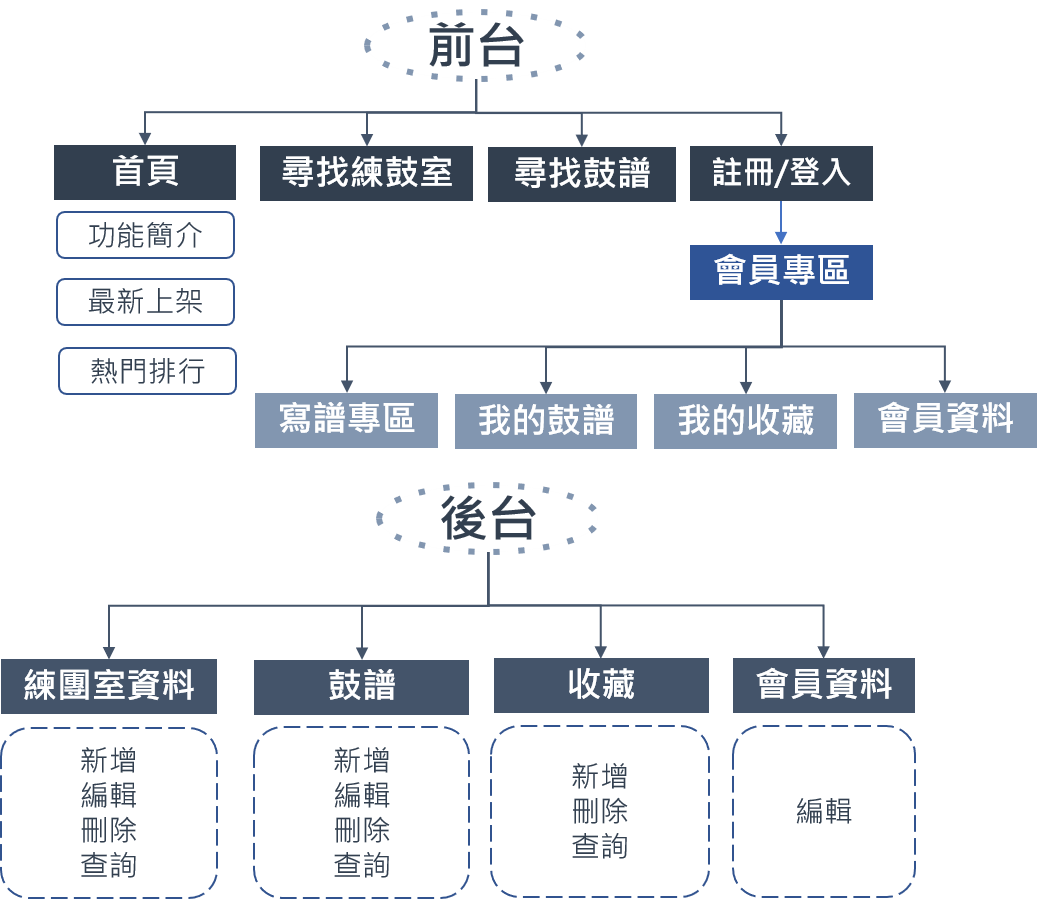 前台
首頁
尋找練鼓室
尋找鼓譜
註冊/登入
功能簡介
最新上架
熱門排行
會員專區
寫譜專區
我的鼓譜
我的收藏
會員資料
後台
練團室資料
鼓譜
收藏
會員資料
新增
編輯
刪除
查詢
新增
編輯
刪除
查詢
新增
刪除
查詢
編輯